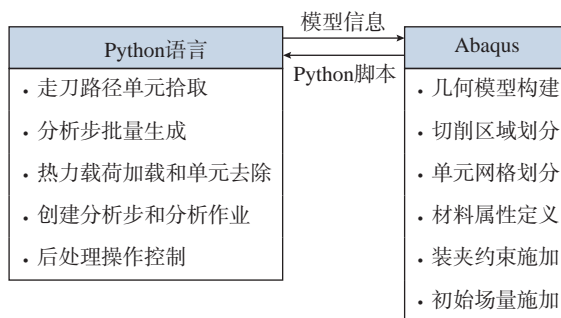 模型信息
Python语言
Abaqus
Python脚本
· 走刀路径单元拾取
· 分析步批量生成
· 热力载荷加载和单元去除
· 创建分析步和分析作业
· 后处理操作控制
· 几何模型构建
· 切削区域划分
· 单元网格划分
· 材料属性定义
· 装夹约束施加
· 初始场量施加